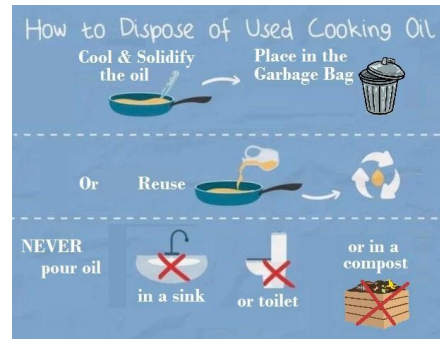 How to Dispose of Used Cooking Oil
Cool & Solidify
the oil
Place in the
Garbage Bag
Or Reuse
NEVER
pour oil
in a sink
or toilet
or in a
compost